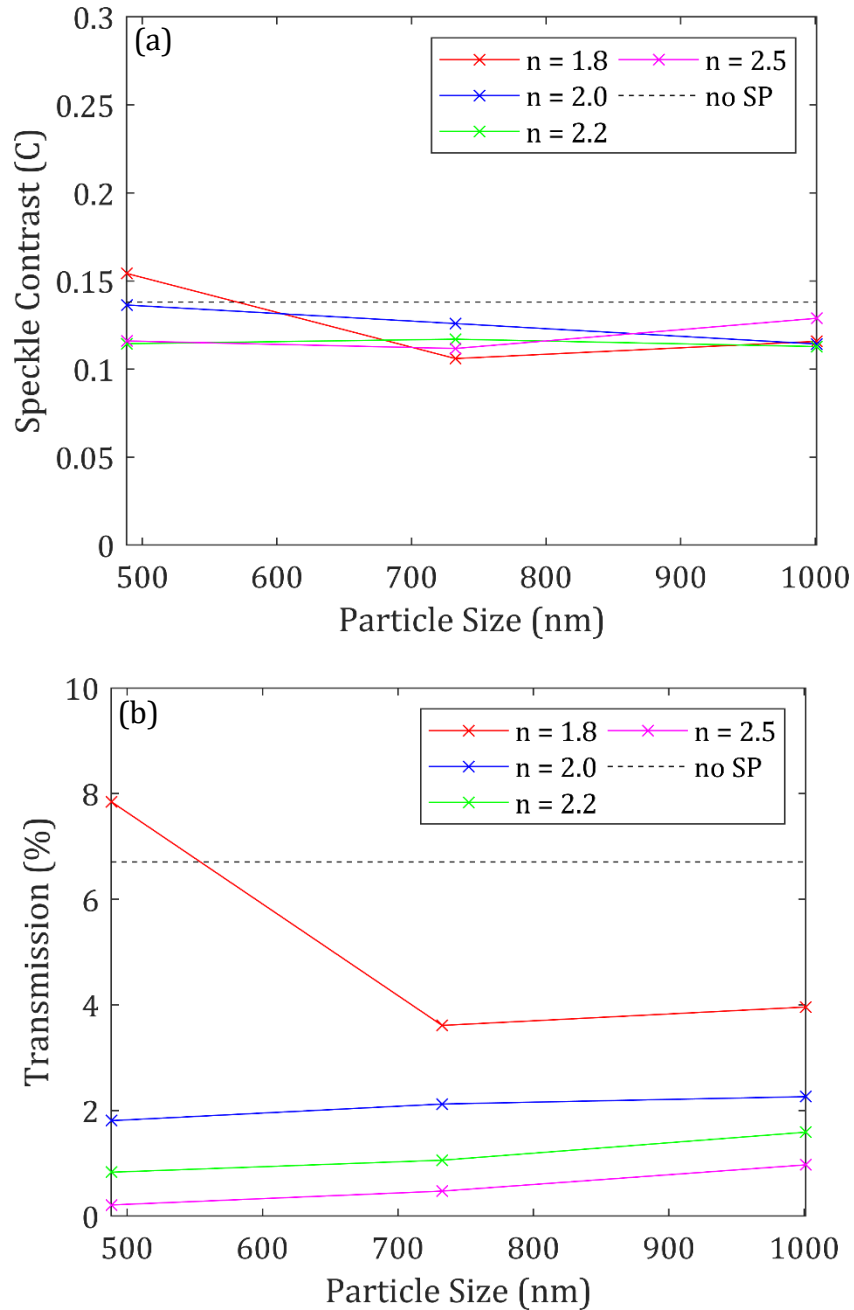 (a)
0.3
0.25
0.2
0.15
0.1
0.05
0
Speckle Contrast (C)
n = 1.8
n = 2.5
n = 2.0
no SP
n = 2.2
500
600
700
800
900
1000
Particle Size (nm)
(b)
10
8
6
4
2
0
Transmission (%)
n = 1.8
n = 2.5
n = 2.0
no SP
n = 2.2
500
600
700
800
900
1000
Particle Size (nm)